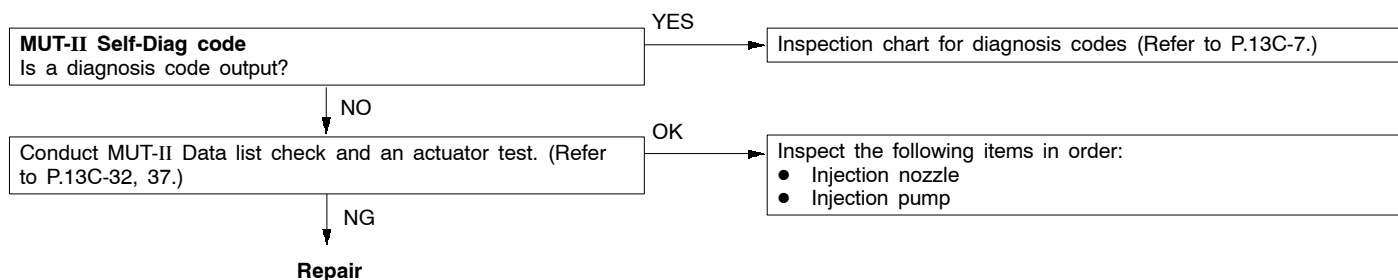 YES
MUT-II Self-Diag code
Is a diagnosis code output?
Inspection chart for diagnosis codes (Refer to P.13C-7.)
NO
OK
Conduct MUT-II Data list check and an actuator test. (Refer
to P.13C-32, 37.)
Inspect the following items in order:
● Injection nozzle
● Injection pump
NG
Repair